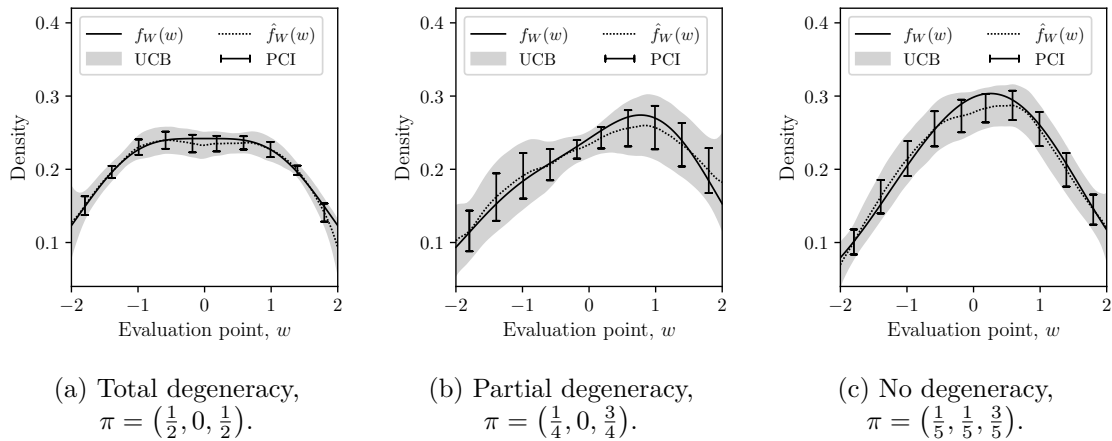 0.4
0.3
0.2
0.1
Density
f_W(w)
\hat{f}_W(w)
UCB
PCI
−2 −1 0 1 2
Evaluation point, w
0.4
0.3
0.2
0.1
Density
f_W(w)
\hat{f}_W(w)
UCB
PCI
−2 −1 0 1 2
Evaluation point, w
0.4
0.3
0.2
0.1
Density
f_W(w)
\hat{f}_W(w)
UCB
PCI
−2 −1 0 1 2
Evaluation point, w
(a) Total degeneracy,
π = (1/2, 0, 1/2).
(b) Partial degeneracy,
π = (1/4, 0, 3/4).
(c) No degeneracy,
π = (1/5, 1/5, 3/5).